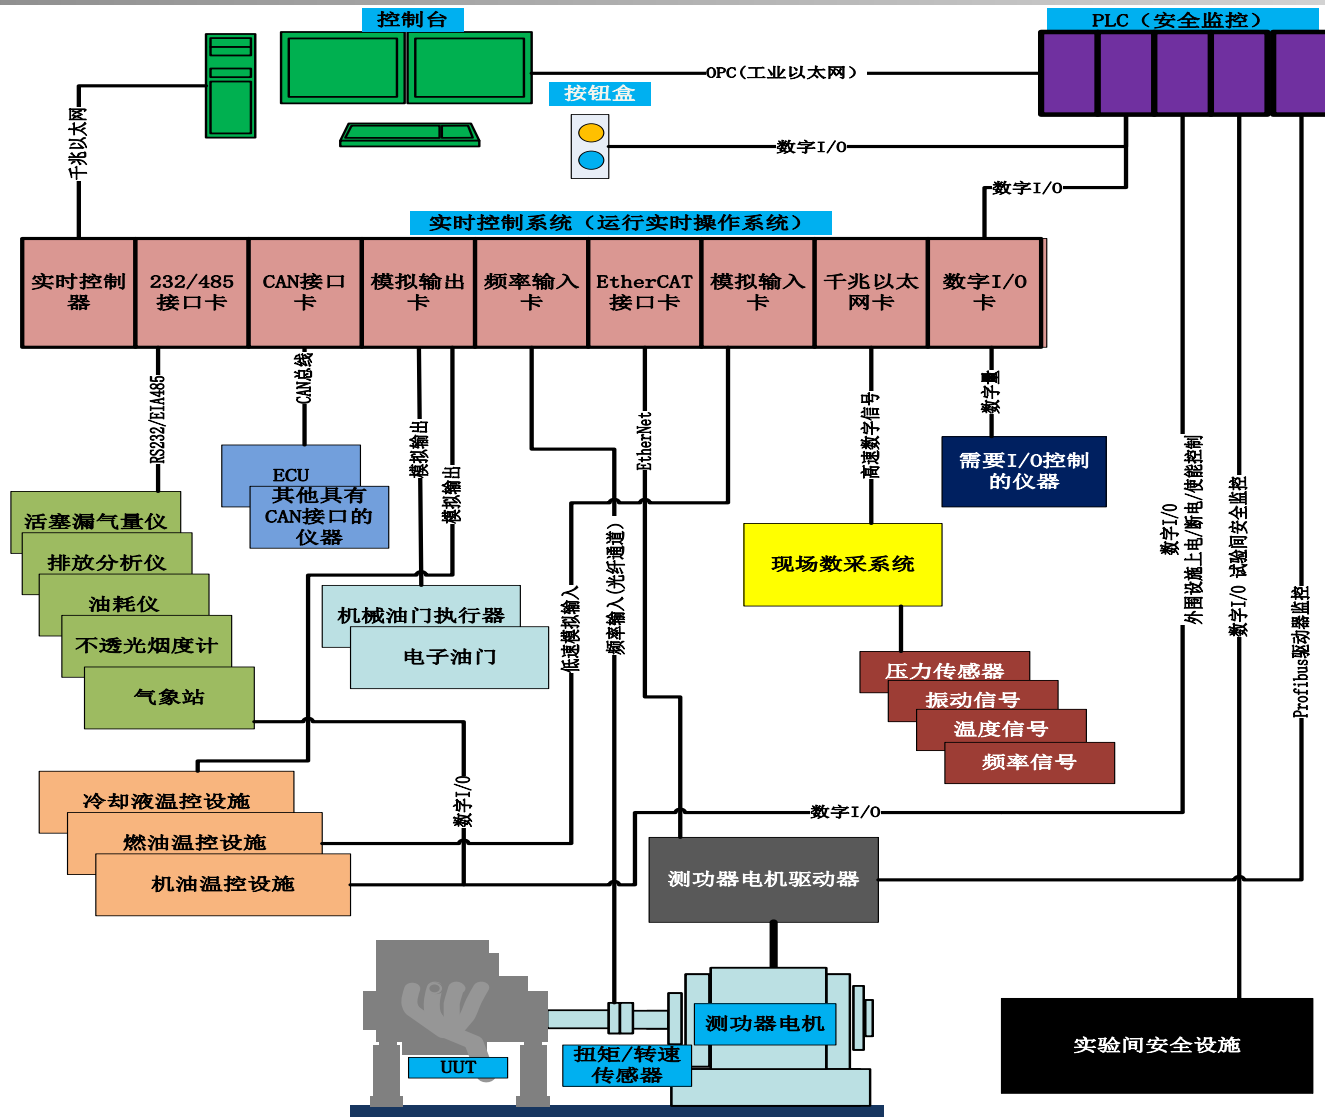 控制台
PLC（安全监控）
OPC(工业以太网)
按钮盒
千兆以太网
数字I/O
数字I/O
实时控制系统（运行实时操作系统）
实时控制
器
232/485
接口卡
CAN接口
卡
模拟输出
卡
频率输入
卡
EtherCAT
接口卡
模拟输入
卡
千兆以太
网卡
数字I/O
卡
RS232/EIA485
CAN总线
模拟输出
模拟输出
EtherNet
高速数字信号
数字量
ECU
其他具有
CAN接口的
仪器
需要I/O控制
的仪器
活塞漏气量仪
排放分析仪
油耗仪
不透光烟度计
气象站
机械油门执行器
电子油门
低速模拟输入
频率输入(光纤通道)
现场数采系统
压力传感器
振动信号
温度信号
频率信号
数字I/O
外围设施上电/断电/使能控制
数字I/O 试验间安全监控
Profibus驱动器监控
冷却液温控设施
燃油温控设施
机油温控设施
数字I/O
数字I/O
测功器电机驱动器
测功器电机
扭矩/转速
传感器
UUT
实验间安全设施